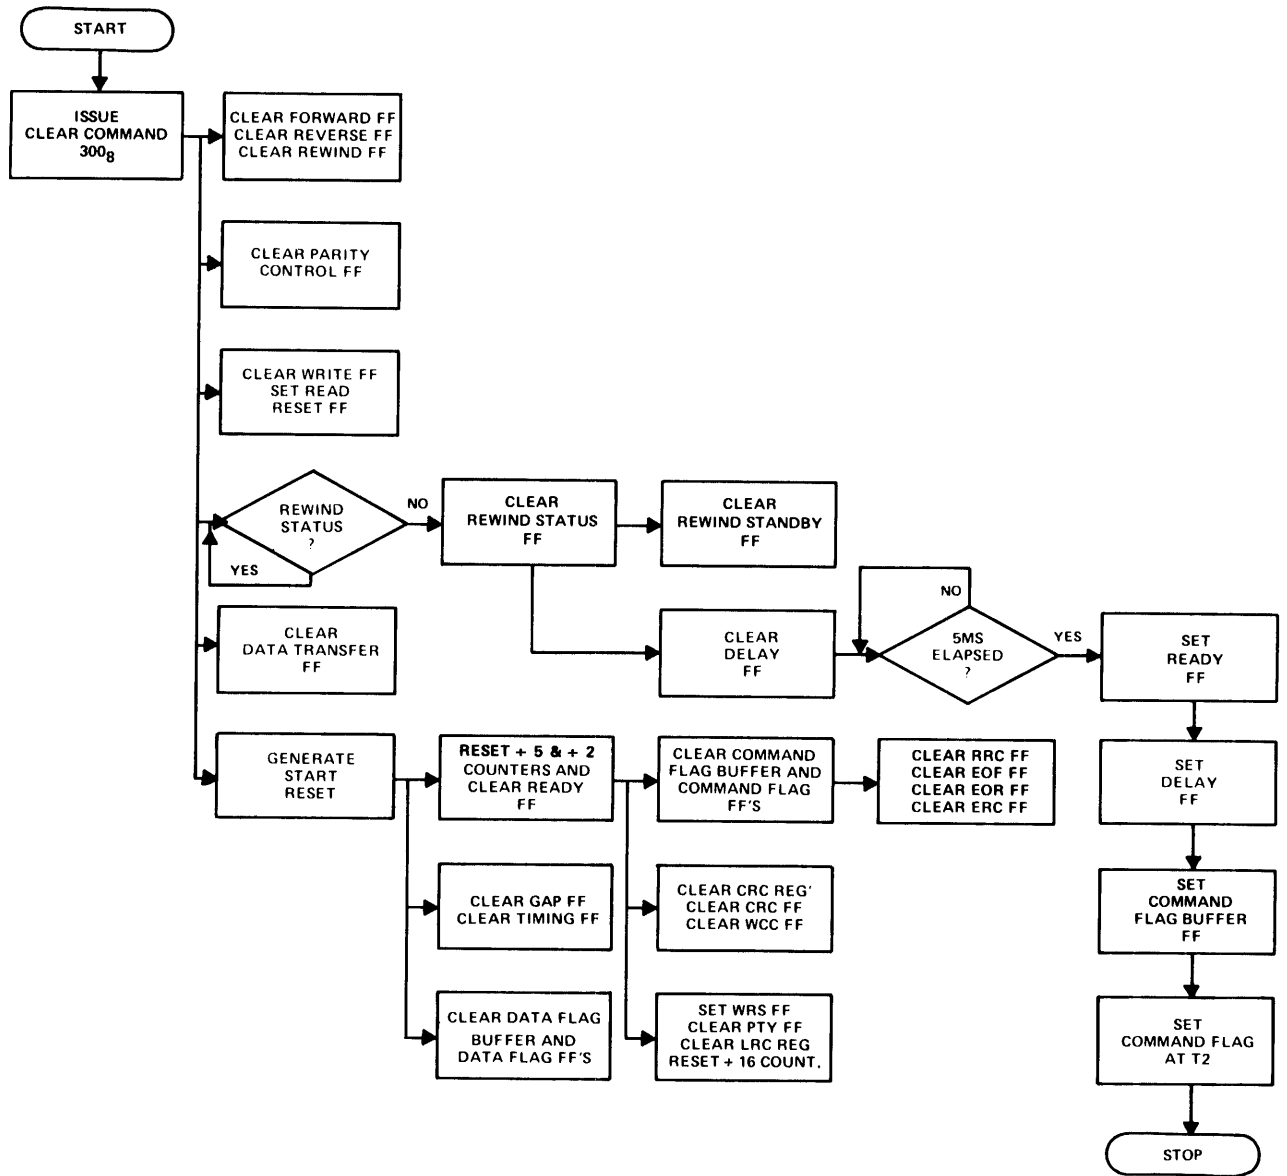 START
ISSUE
CLEAR COMMAND
300₈
CLEAR FORWARD FF
CLEAR REVERSE FF
CLEAR REWIND FF
CLEAR PARITY
CONTROL FF
CLEAR WRITE FF
SET READ
RESET FF
REWIND
STATUS
?
NO
YES
CLEAR
REWIND STATUS
FF
CLEAR
REWIND STANDBY
FF
CLEAR
DATA TRANSFER
FF
CLEAR
DELAY
FF
NO
5MS
ELAPSED
?
YES
SET
READY
FF
GENERATE
START
RESET
RESET + 5 & + 2
COUNTERS AND
CLEAR READY
FF
CLEAR COMMAND
FLAG BUFFER AND
COMMAND FLAG
FF'S
CLEAR RRC FF
CLEAR EOF FF
CLEAR EOR FF
CLEAR ERC FF
SET
DELAY
FF
CLEAR GAP FF
CLEAR TIMING FF
CLEAR CRC REG'
CLEAR CRC FF
CLEAR WCC FF
SET
COMMAND
FLAG BUFFER
FF
CLEAR DATA FLAG
BUFFER AND
DATA FLAG FF'S
SET WRS FF
CLEAR PTY FF
CLEAR LRC REG
RESET + 16 COUNT.
SET
COMMAND FLAG
AT T2
STOP